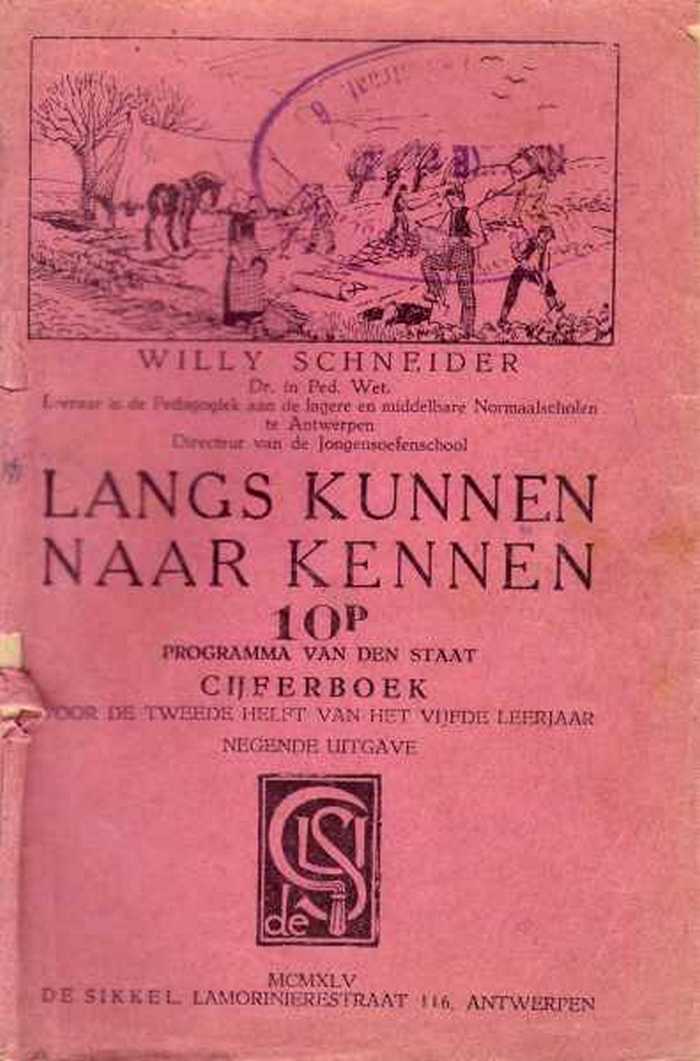 WILLY SCHNEIDER
Dr. in Ped. Wet.
Leeraar in de Pedagogiek aan de lagere en middelbare Normaalscholen
te Antwerpen
Directeur van de Jongensoefenschool
LANGS KUNNEN
NAAR KENNEN
10P
PROGRAMMA VAN DEN STAAT
CIJFERBOEK
VOOR DE TWEEDE HELFT VAN HET VIJFDE LEERJAAR
NEGENDE UITGAVE
de
MCMXLV
DE SIKKEL, LAMORINIERESTRAAT 116, ANTWERPEN